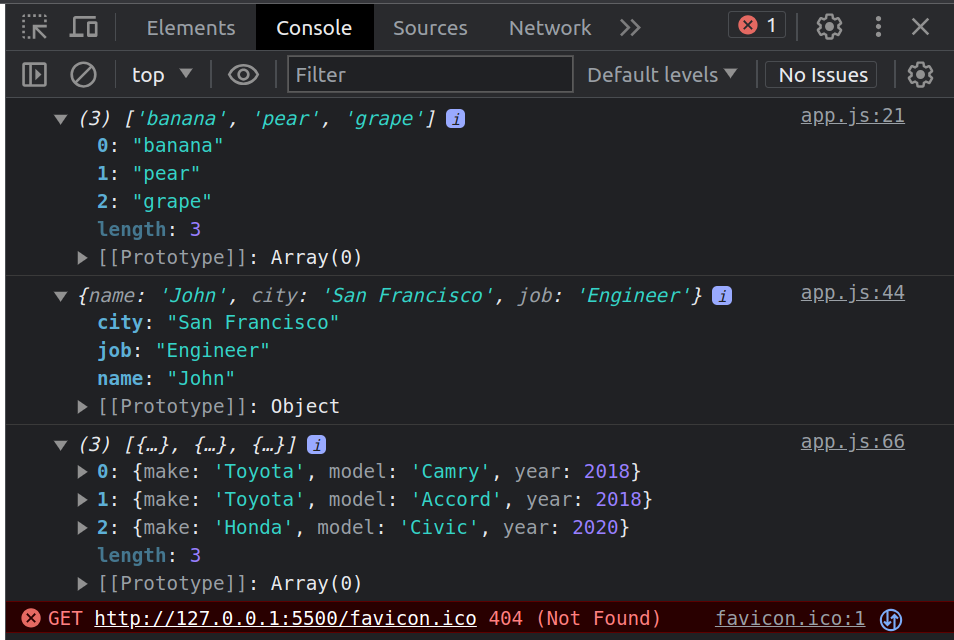 Elements Console Sources Network 1
top Filter Default levels No Issues
(3) ['banana', 'pear', 'grape'] i app.js:21
0: "banana"
1: "pear"
2: "grape"
length: 3
[[Prototype]]: Array(0)
{name: 'John', city: 'San Francisco', job: 'Engineer'} i app.js:44
city: "San Francisco"
job: "Engineer"
name: "John"
[[Prototype]]: Object
(3) [{…}, {…}, {…}] i app.js:66
0: {make: 'Toyota', model: 'Camry', year: 2018}
1: {make: 'Toyota', model: 'Accord', year: 2018}
2: {make: 'Honda', model: 'Civic', year: 2020}
length: 3
[[Prototype]]: Array(0)
GET http://127.0.0.1:5500/favicon.ico 404 (Not Found) favicon.ico:1